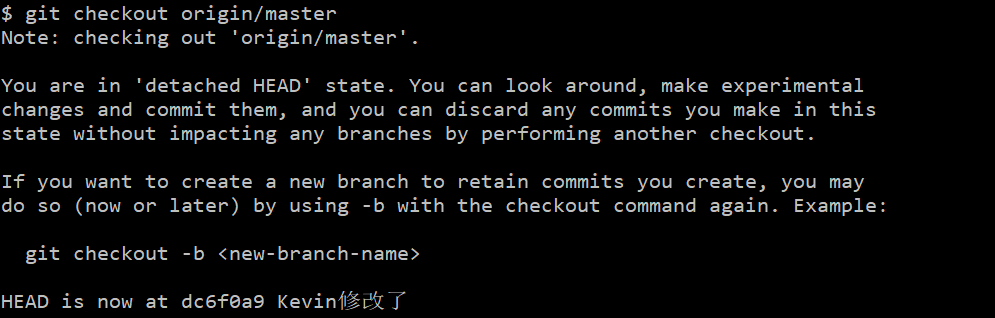 $ git checkout origin/master
Note: checking out 'origin/master'.
You are in 'detached HEAD' state. You can look around, make experimental
changes and commit them, and you can discard any commits you make in this
state without impacting any branches by performing another checkout.
If you want to create a new branch to retain commits you create, you may
do so (now or later) by using -b with the checkout command again. Example:
git checkout -b <new-branch-name>
HEAD is now at dc6f0a9 Kevin修改了